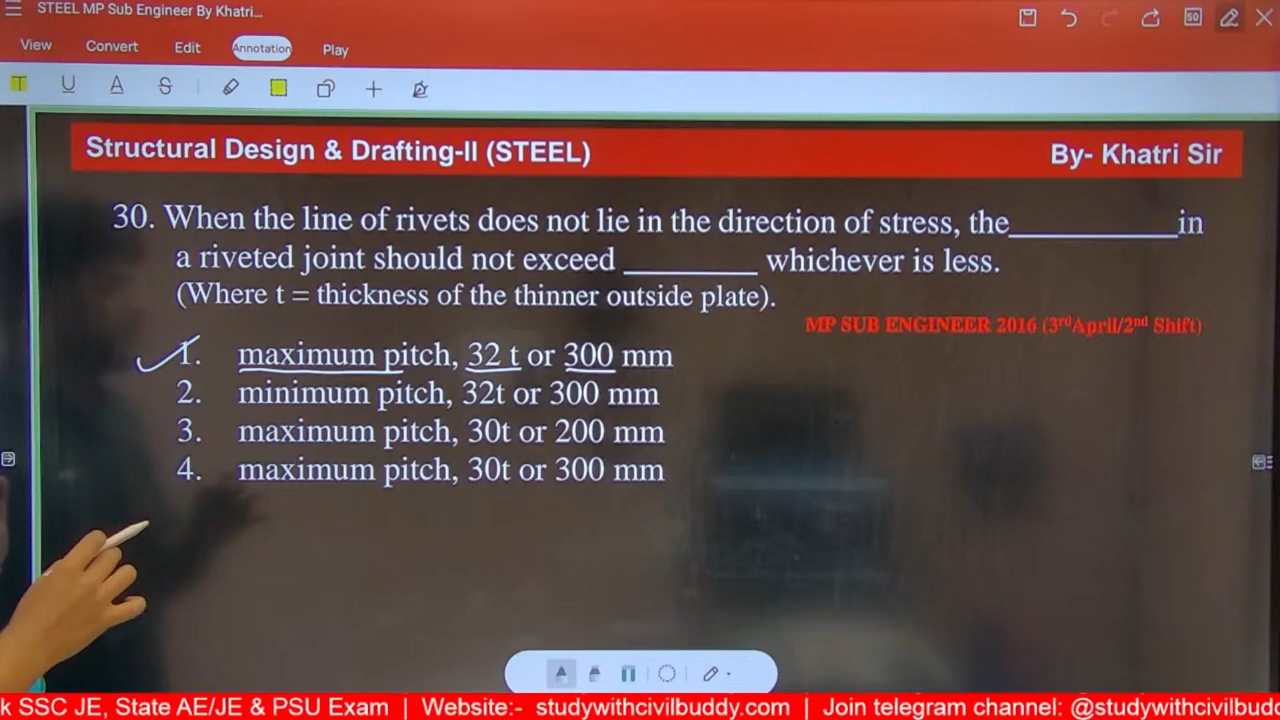 STEEL MP Sub Engineer By Khatri...
50
View Convert Edit Annotation Play
T U A S
Structural Design & Drafting-II (STEEL) By- Khatri Sir
30. When the line of rivets does not lie in the direction of stress, the__________in
a riveted joint should not exceed ________ whichever is less.
(Where t = thickness of the thinner outside plate).
MP SUB ENGINEER 2016 (3rdApril/2nd Shift)
1. maximum pitch, 32 t or 300 mm
2. minimum pitch, 32t or 300 mm
3. maximum pitch, 30t or 200 mm
4. maximum pitch, 30t or 300 mm
k SSC JE, State AE/JE & PSU Exam | Website:- studywithcivilbuddy.com | Join telegram channel: @studywithcivilbudd